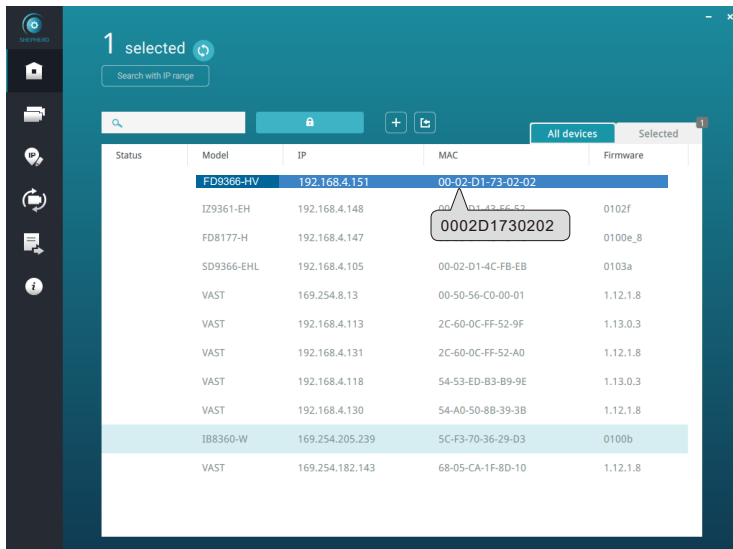 SHEPHERD
1 selected
Search with IP range
All devices
Selected
1
Status Model IP MAC Firmware
FD9366-HV 192.168.4.151 00-02-D1-73-02-02
IZ9361-EH 192.168.4.148 0102f
0002D1730202
FD8177-H 192.168.4.147 0100e_8
SD9366-EHL 192.168.4.105 00-02-D1-4C-FB-EB 0103a
VAST 169.254.8.13 00-50-56-C0-00-01 1.12.1.8
VAST 192.168.4.113 2C-60-0C-FF-52-9F 1.13.0.3
VAST 192.168.4.131 2C-60-0C-FF-52-A0 1.12.1.8
VAST 192.168.4.118 54-53-ED-B3-B9-9E 1.13.0.3
VAST 192.168.4.130 54-A0-50-8B-39-3B 1.12.1.8
IB8360-W 169.254.205.239 5C-F3-70-36-29-D3 0100b
VAST 169.254.182.143 68-05-CA-1F-8D-10 1.12.1.8
IP